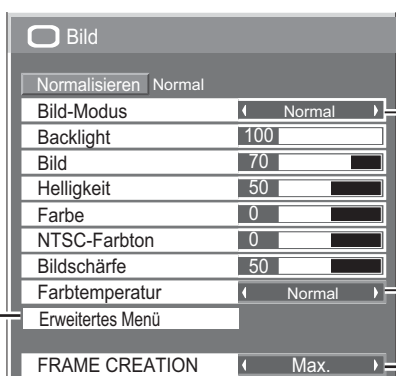 Bild
Normalisieren Normal
Bild-Modus Normal
Backlight 100
Bild 70
Helligkeit 50
Farbe 0
NTSC-Farbton 0
Bildschärfe 50
Farbtemperatur Normal
Erweitertes Menü
FRAME CREATION Max.